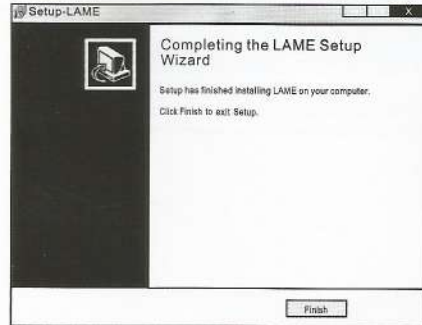 Setup-LAME
X
Completing the LAME Setup
Wizard
Setup has finished installing LAME on your computer.
Click Finish to exit Setup.
Finish